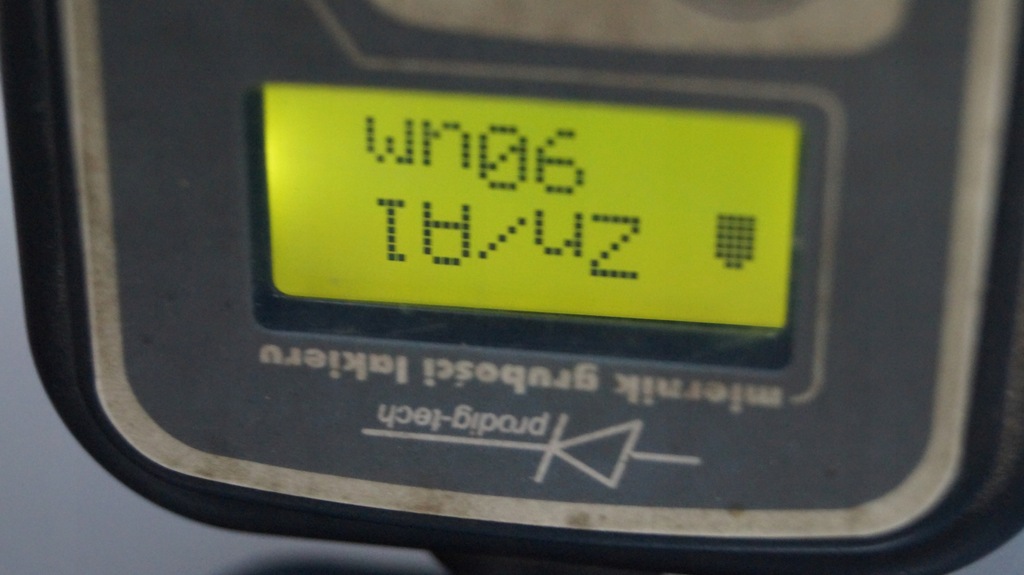 prodig-tech
miernik grubości lakieru
Zn/Al
90um